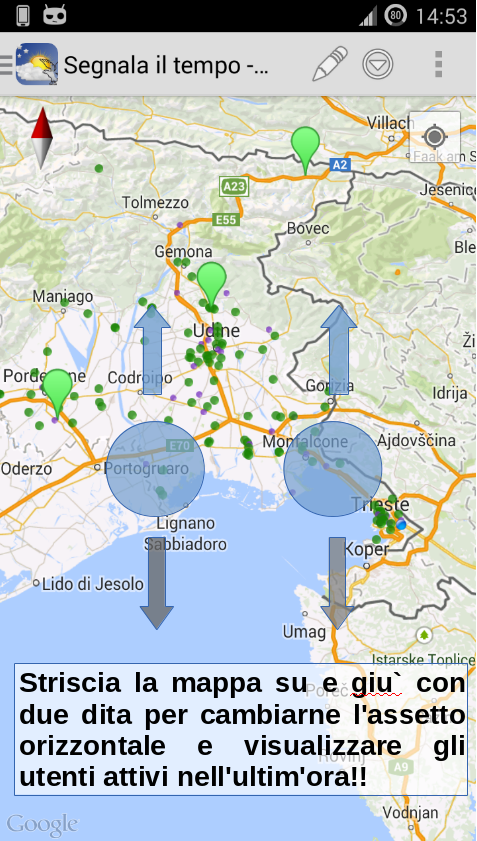 80 14:53
Segnala il tempo -...
Villach
A2
Faak am S
A23
Jesenice
Tolmezzo
E55
Bovec
Gemona
Ble
Maniago
Udine
Ži
Pordenone
Codroipo
Gorizia
Idrija
E70
Monfalcone
Ajdovščina
Oderzo
Portogruaro
Trieste
Lignano
Sabbiadoro
Koper
Lido di Jesolo
Umag
Istarske Toplice
Striscia la mappa su e giu` con
due dita per cambiarne l'assetto
orizzontale e visualizzare gli
utenti attivi nell'ultim'ora!!
Poreč
Rovinj
A9
Vodnjan
Google